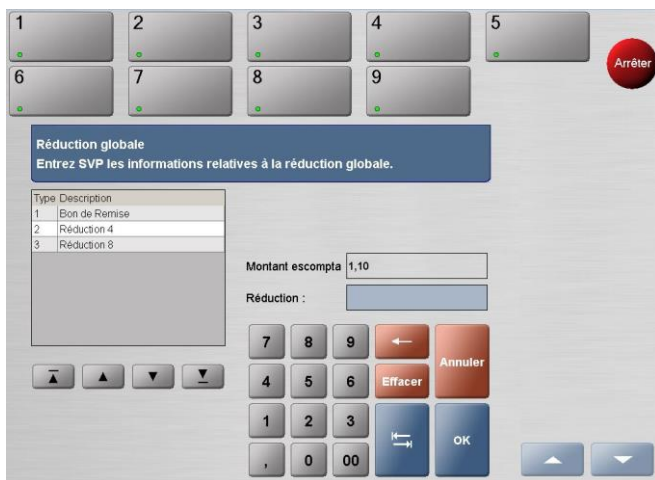 1 2 3 4 5
Arrêter
6 7 8 9
Réduction globale
Entrez SVP les informations relatives à la réduction globale.
Type Description
1 Bon de Remise
2 Réduction 4
3 Réduction 8
Montant escompta 1,10
Réduction :
7 8 9
Annuler
4 5 6 Effacer
1 2 3
OK
, 0 00